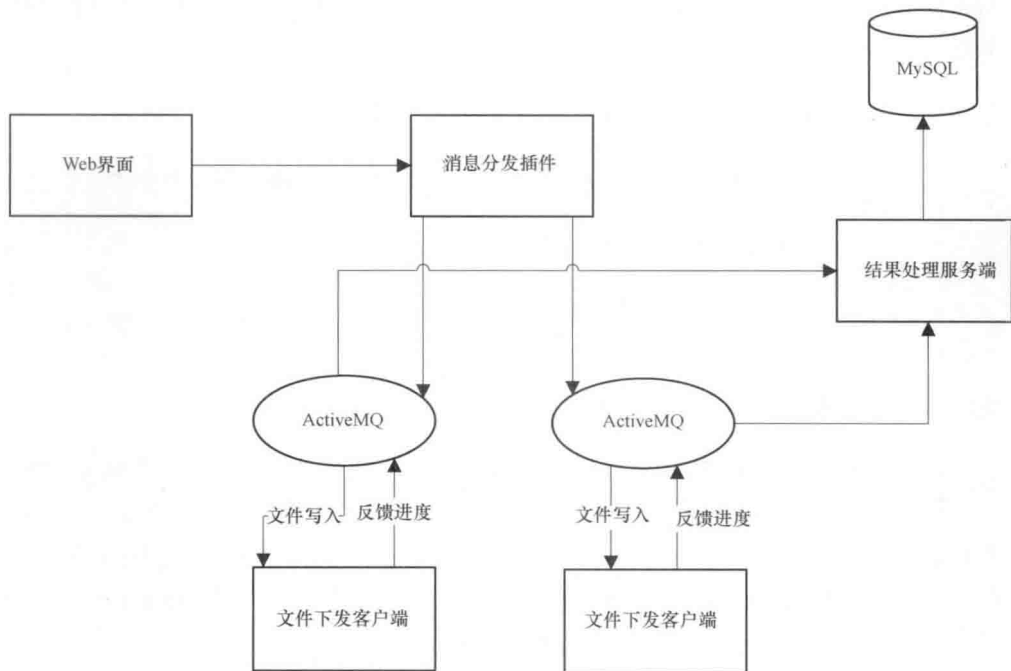 MySQL
Web界面
消息分发插件
结果处理服务端
ActiveMQ
ActiveMQ
文件写入
反馈进度
文件写入
反馈进度
文件下发客户端
文件下发客户端